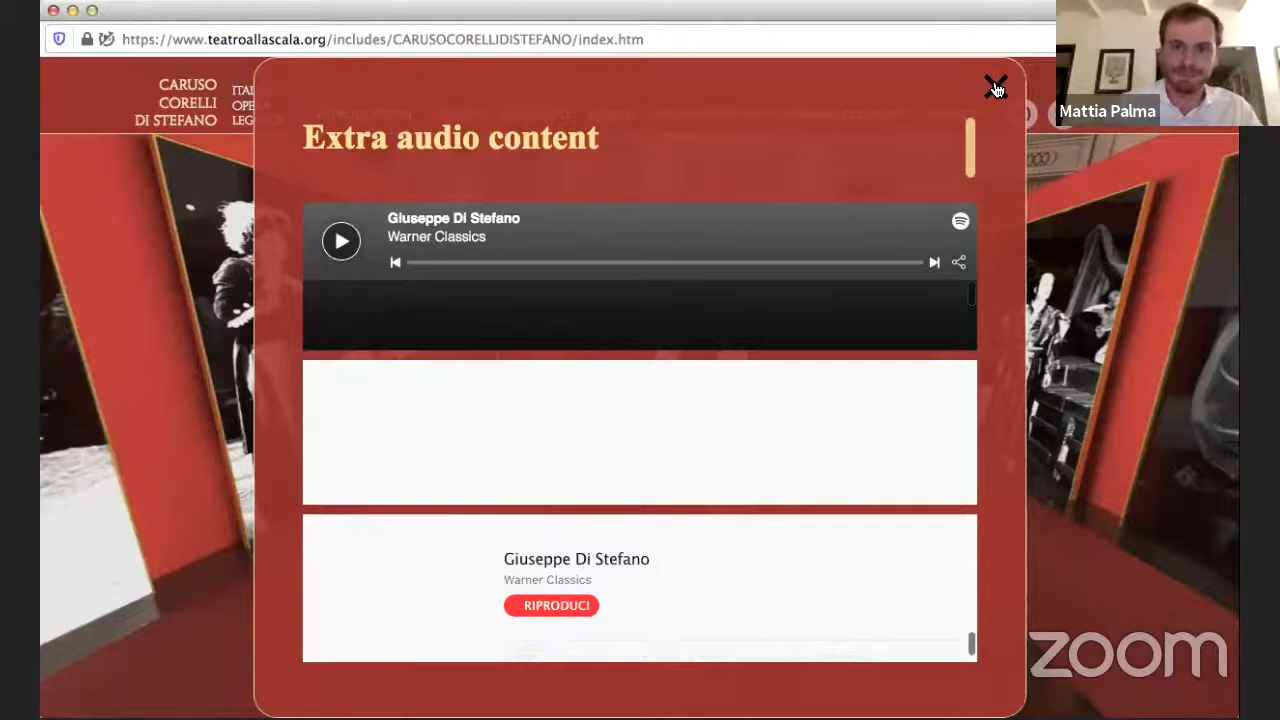 https://www.teatroallascala.org/includes/CARUSOCORELLIDISTEFANO/index.htm
CARUSO
CORELLI
DI STEFANO
Mattia Palma
Extra audio content
Giuseppe Di Stefano
Warner Classics
Giuseppe Di Stefano
Warner Classics
RIPRODUCI
zoom